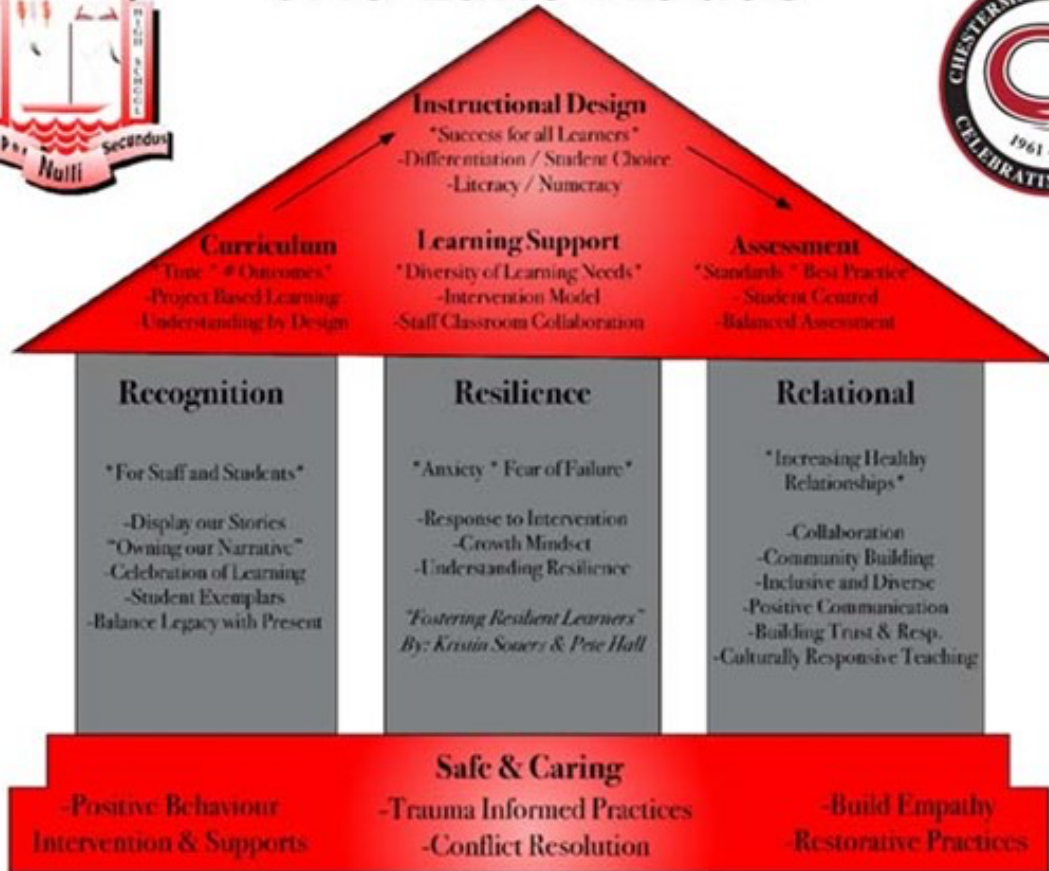 HIGH SCHOOL
Nulli
Secundus
CHESTERM
CELEBRATI
1961
Instructional Design
*Success for all Learners*
-Differentiation / Student Choice
-Literacy / Numeracy
Curriculum
*Time * # Outcomes*
-Project Based Learning
-Understanding by Design
Learning Support
*Diversity of Learning Needs*
-Intervention Model
-Staff Classroom Collaboration
Assessment
*Standards * Best Practice*
- Student Centred
-Balanced Assessment
Recognition
*For Staff and Students*
-Display our Stories
"Owning our Narrative"
-Celebration of Learning
-Student Exemplars
-Balance Legacy with Present
Resilience
*Anxiety * Fear of Failure*
-Response to Intervention
-Growth Mindset
-Understanding Resilience
"Fostering Resilient Learners"
By: Kristin Souers & Pete Hall
Relational
*Increasing Healthy
Relationships*
-Collaboration
-Community Building
-Inclusive and Diverse
-Positive Communication
-Building Trust & Resp.
-Culturally Responsive Teaching
Safe & Caring
-Positive Behaviour
Intervention & Supports
-Trauma Informed Practices
-Conflict Resolution
-Build Empathy
-Restorative Practices